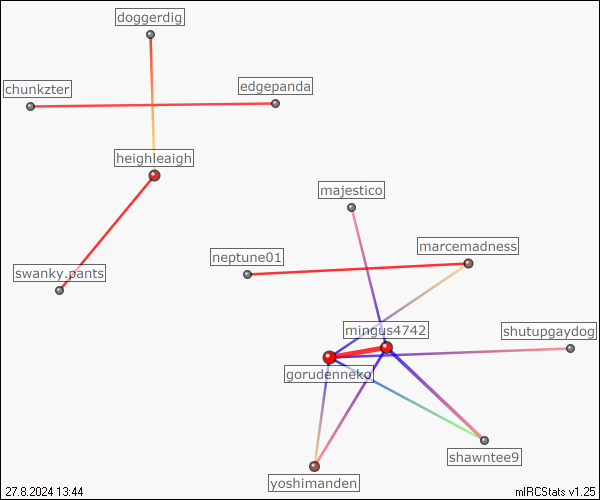 doggerdig
chunkzter
edgepanda
heighleaigh
majestico
marcemadness
neptune01
swanky.pants
mingus4742
shutupgaydog
gorudenneko
shawntee9
yoshimanden
27.8.2024 13:44
mIRCStats v1.25